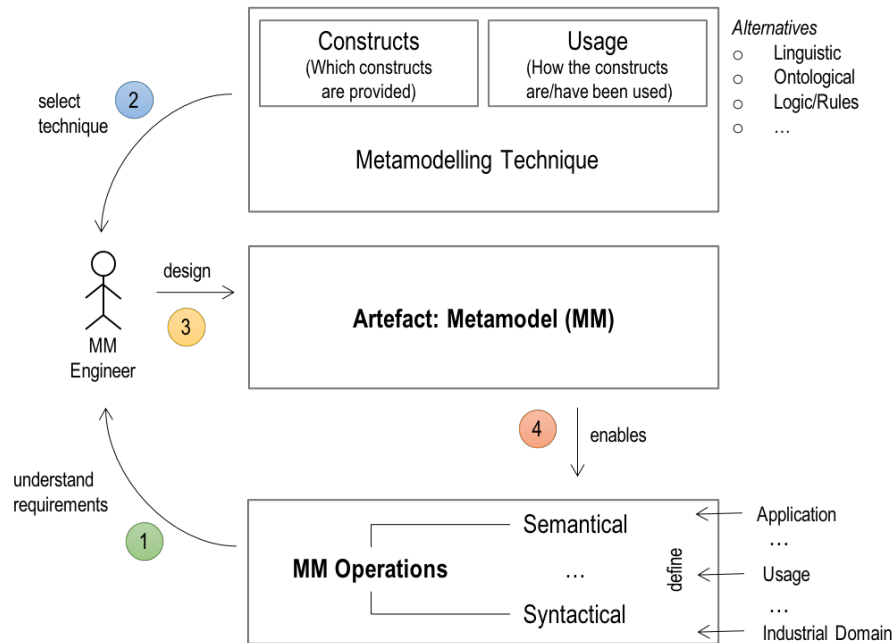 Constructs
(Which constructs
are provided)
Usage
(How the constructs
are/have been used)
Metamodelling Technique
Alternatives
o Linguistic
o Ontological
o Logic/Rules
o …
select
technique
2
MM
Engineer
design
3
Artefact: Metamodel (MM)
4
enables
understand
requirements
1
MM Operations
Semantical
…
Syntactical
define
Application
…
Usage
…
Industrial Domain